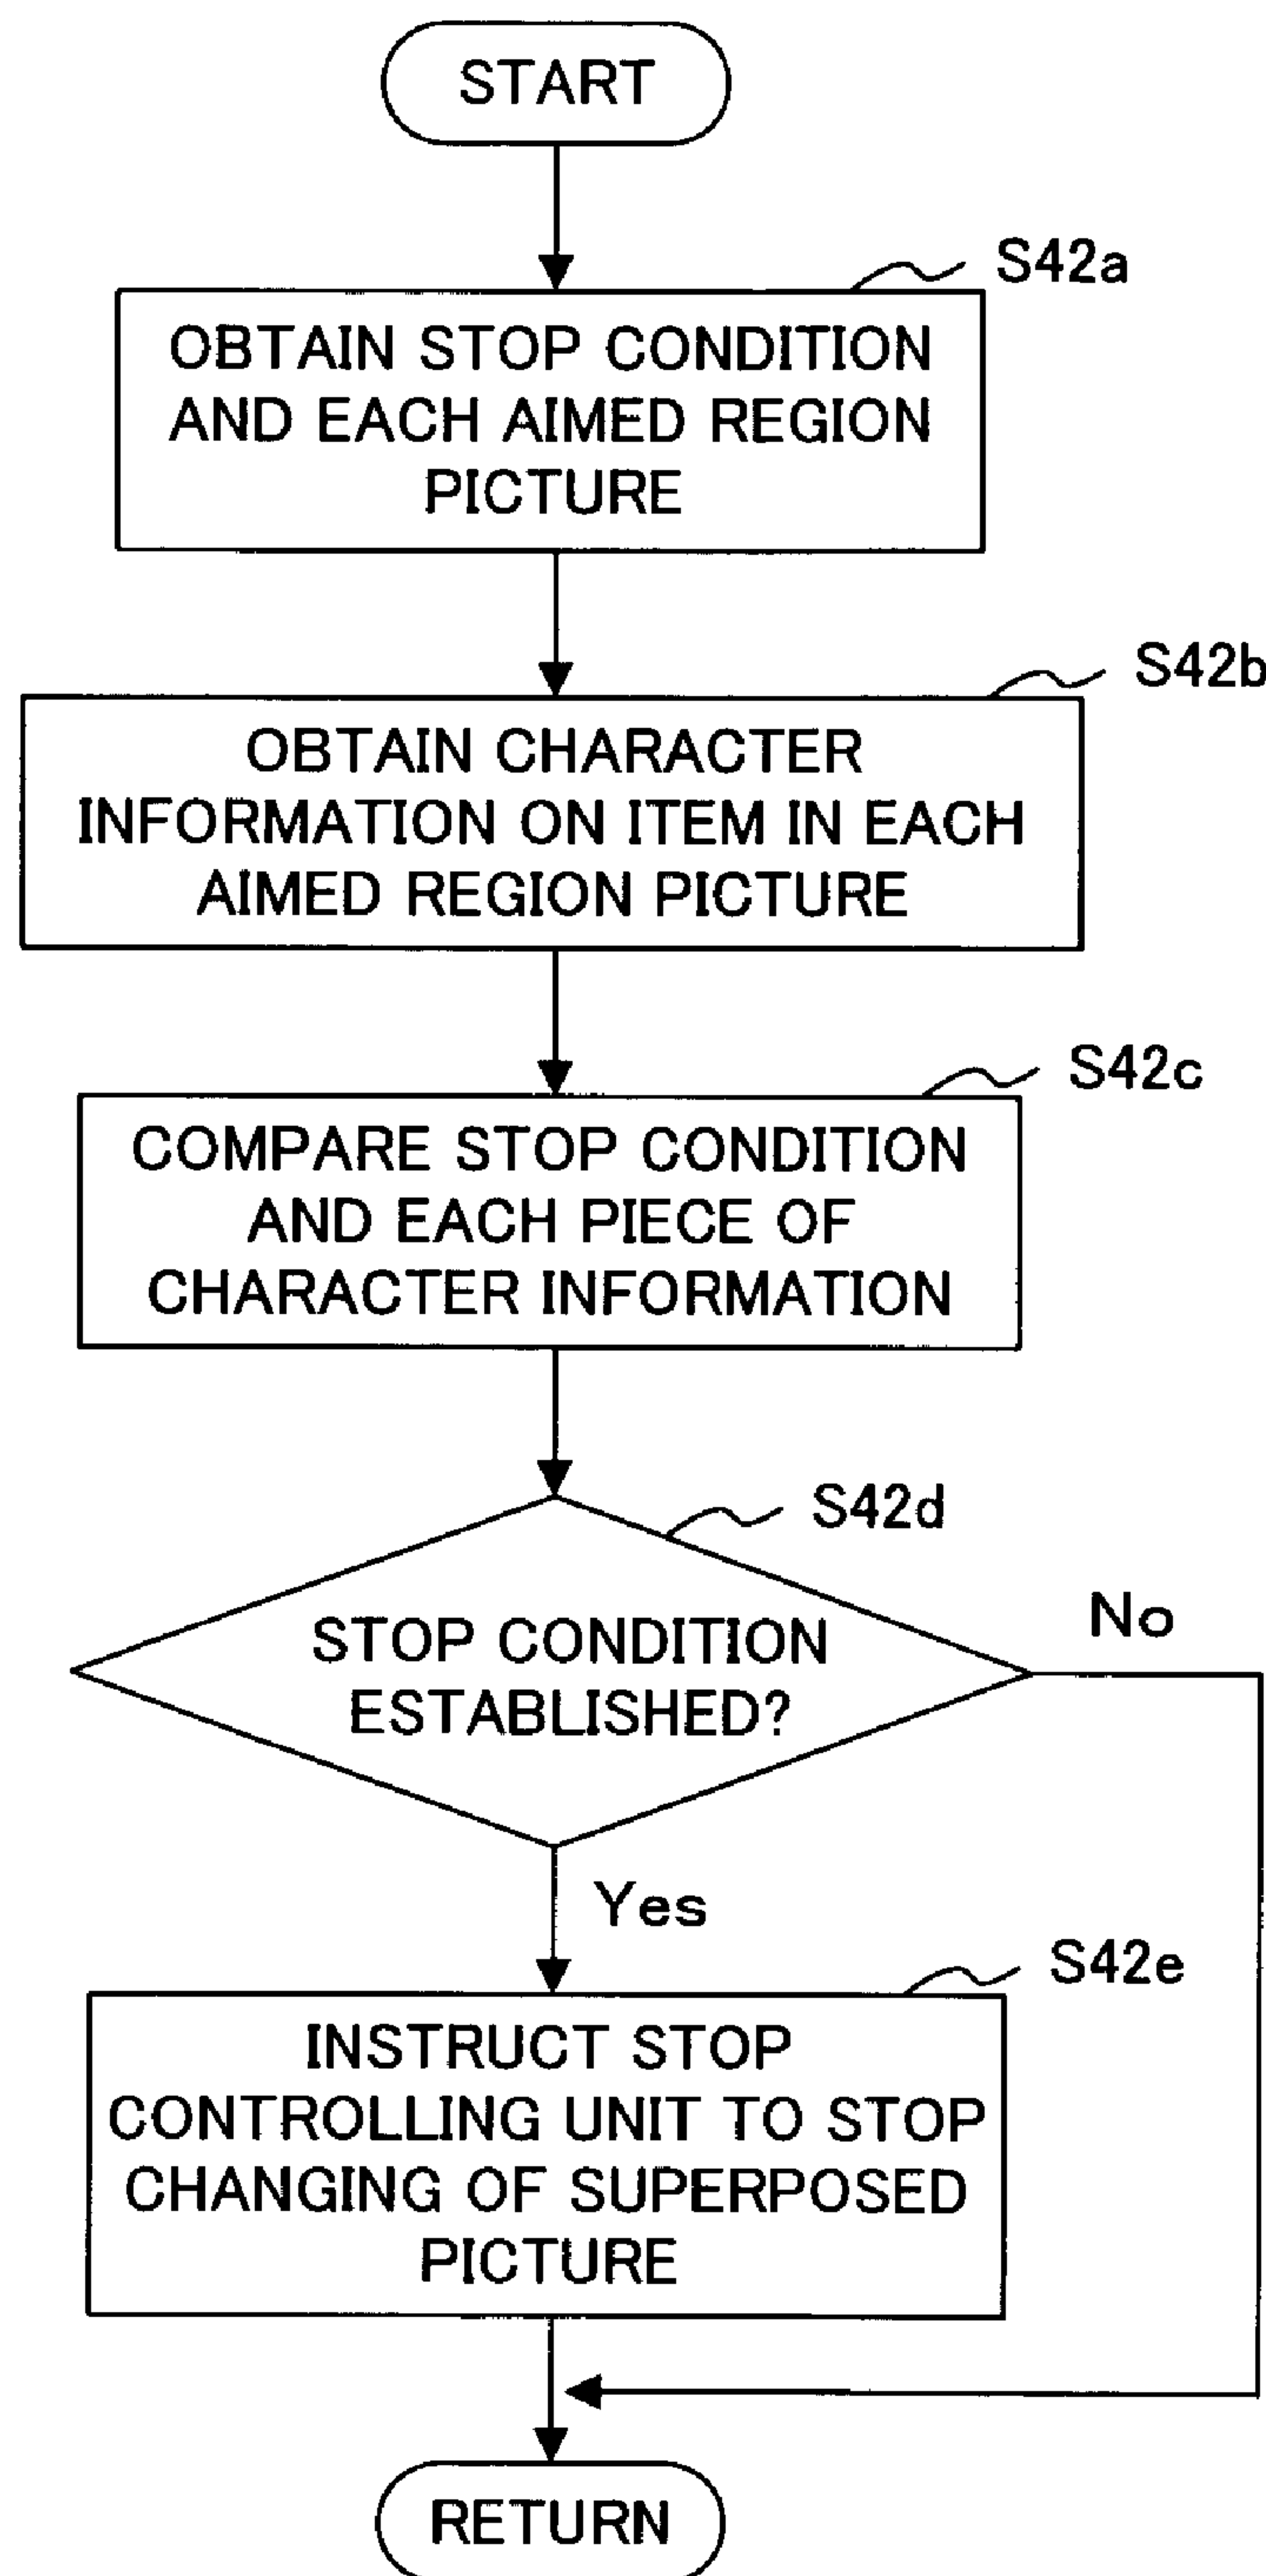 START
S42a
OBTAIN STOP CONDITION
AND EACH AIMED REGION
PICTURE
S42b
OBTAIN CHARACTER
INFORMATION ON ITEM IN EACH
AIMED REGION PICTURE
S42c
COMPARE STOP CONDITION
AND EACH PIECE OF
CHARACTER INFORMATION
S42d
STOP CONDITION
ESTABLISHED?
No
Yes
S42e
INSTRUCT STOP
CONTROLLING UNIT TO STOP
CHANGING OF SUPERPOSED
PICTURE
RETURN